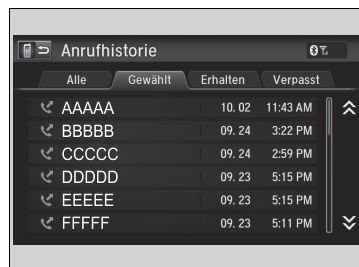 Anrufhistorie
Alle Gewählt Erhalten Verpasst
AAAAA 10. 02 11:43 AM
BBBBB 09. 24 3:22 PM
CCCCC 09. 24 2:59 PM
DDDDD 09. 23 5:15 PM
EEEEE 09. 23 5:15 PM
FFFFF 09. 23 5:11 PM